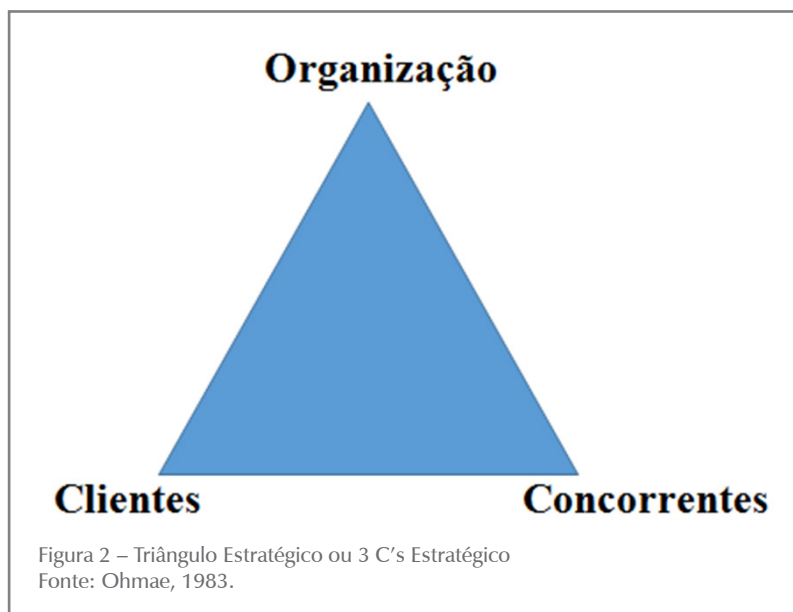 Organização
Clientes
Concorrentes
Figura 2 – Triângulo Estratégico ou 3 C’s Estratégico
Fonte: Ohmae, 1983.